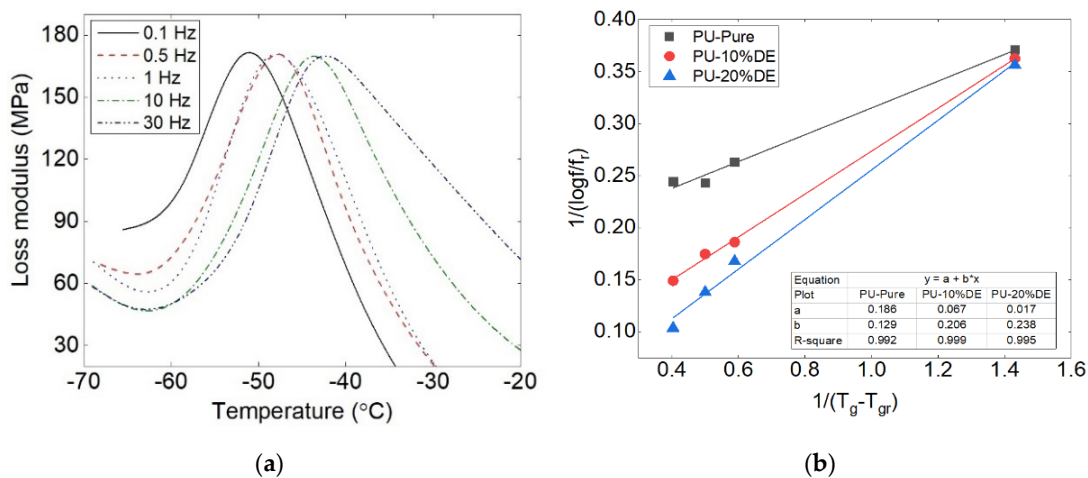 0.1 Hz
0.5 Hz
1 Hz
10 Hz
30 Hz
Loss modulus (MPa)
180
150
120
90
60
30
-70 -60 -50 -40 -30 -20
Temperature (°C)
(a)
PU-Pure
PU-10%DE
PU-20%DE
1/(logf/fr)
0.40
0.35
0.30
0.25
0.20
0.15
0.10
Equation y = a + b*x
Plot PU-Pure PU-10%DE PU-20%DE
a 0.186 0.067 0.017
b 0.129 0.206 0.238
R-square 0.992 0.999 0.995
0.4 0.6 0.8 1.0 1.2 1.4 1.6
1/(Tg-Tgr)
(b)